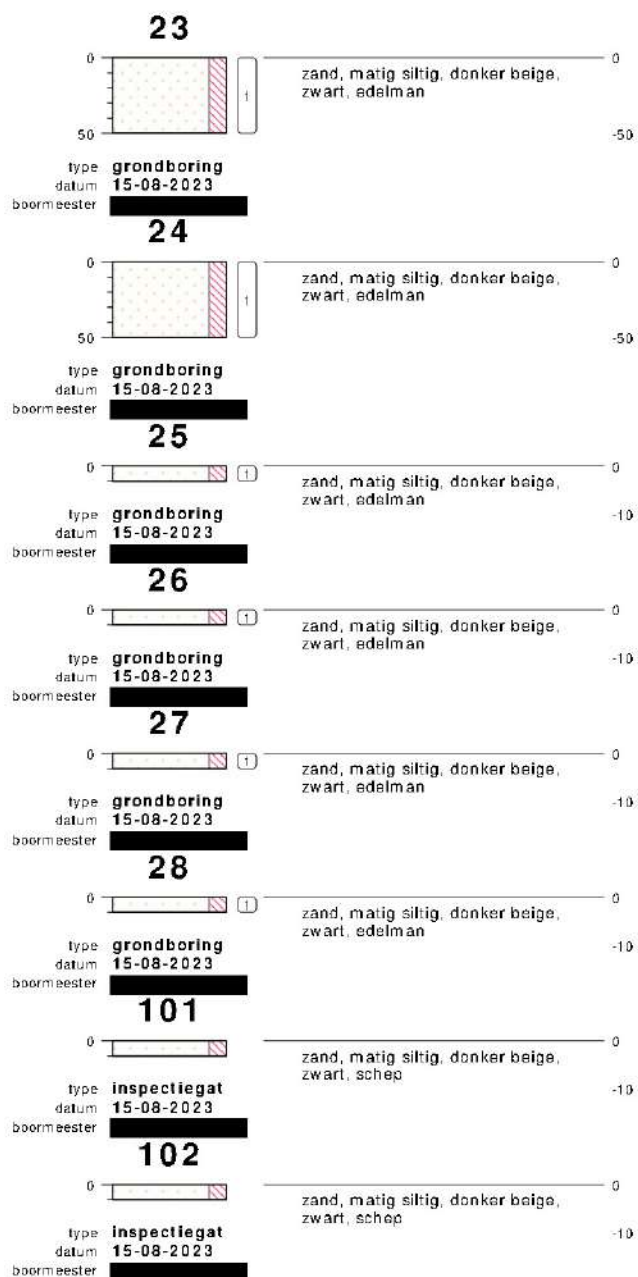 23
0 zand, matig siltig, donker beige, 0
1 zwart, edelman
50 -50
type grondboring
datum 15-08-2023
boormeester
24
0 zand, matig siltig, donker beige, 0
1 zwart, edelman
50 -50
type grondboring
datum 15-08-2023
boormeester
25
0 1 zand, matig siltig, donker beige, 0
zwart, edelman
type grondboring -10
datum 15-08-2023
boormeester
26
0 1 zand, matig siltig, donker beige, 0
zwart, edelman
type grondboring -10
datum 15-08-2023
boormeester
27
0 1 zand, matig siltig, donker beige, 0
zwart, edelman
type grondboring -10
datum 15-08-2023
boormeester
28
0 1 zand, matig siltig, donker beige, 0
zwart, edelman
type grondboring -10
datum 15-08-2023
boormeester
101
0 zand, matig siltig, donker beige, 0
zwart, schep
type inspectiegat -10
datum 15-08-2023
boormeester
102
0 zand, matig siltig, donker beige, 0
zwart, schep
type inspectiegat -10
datum 15-08-2023
boormeester